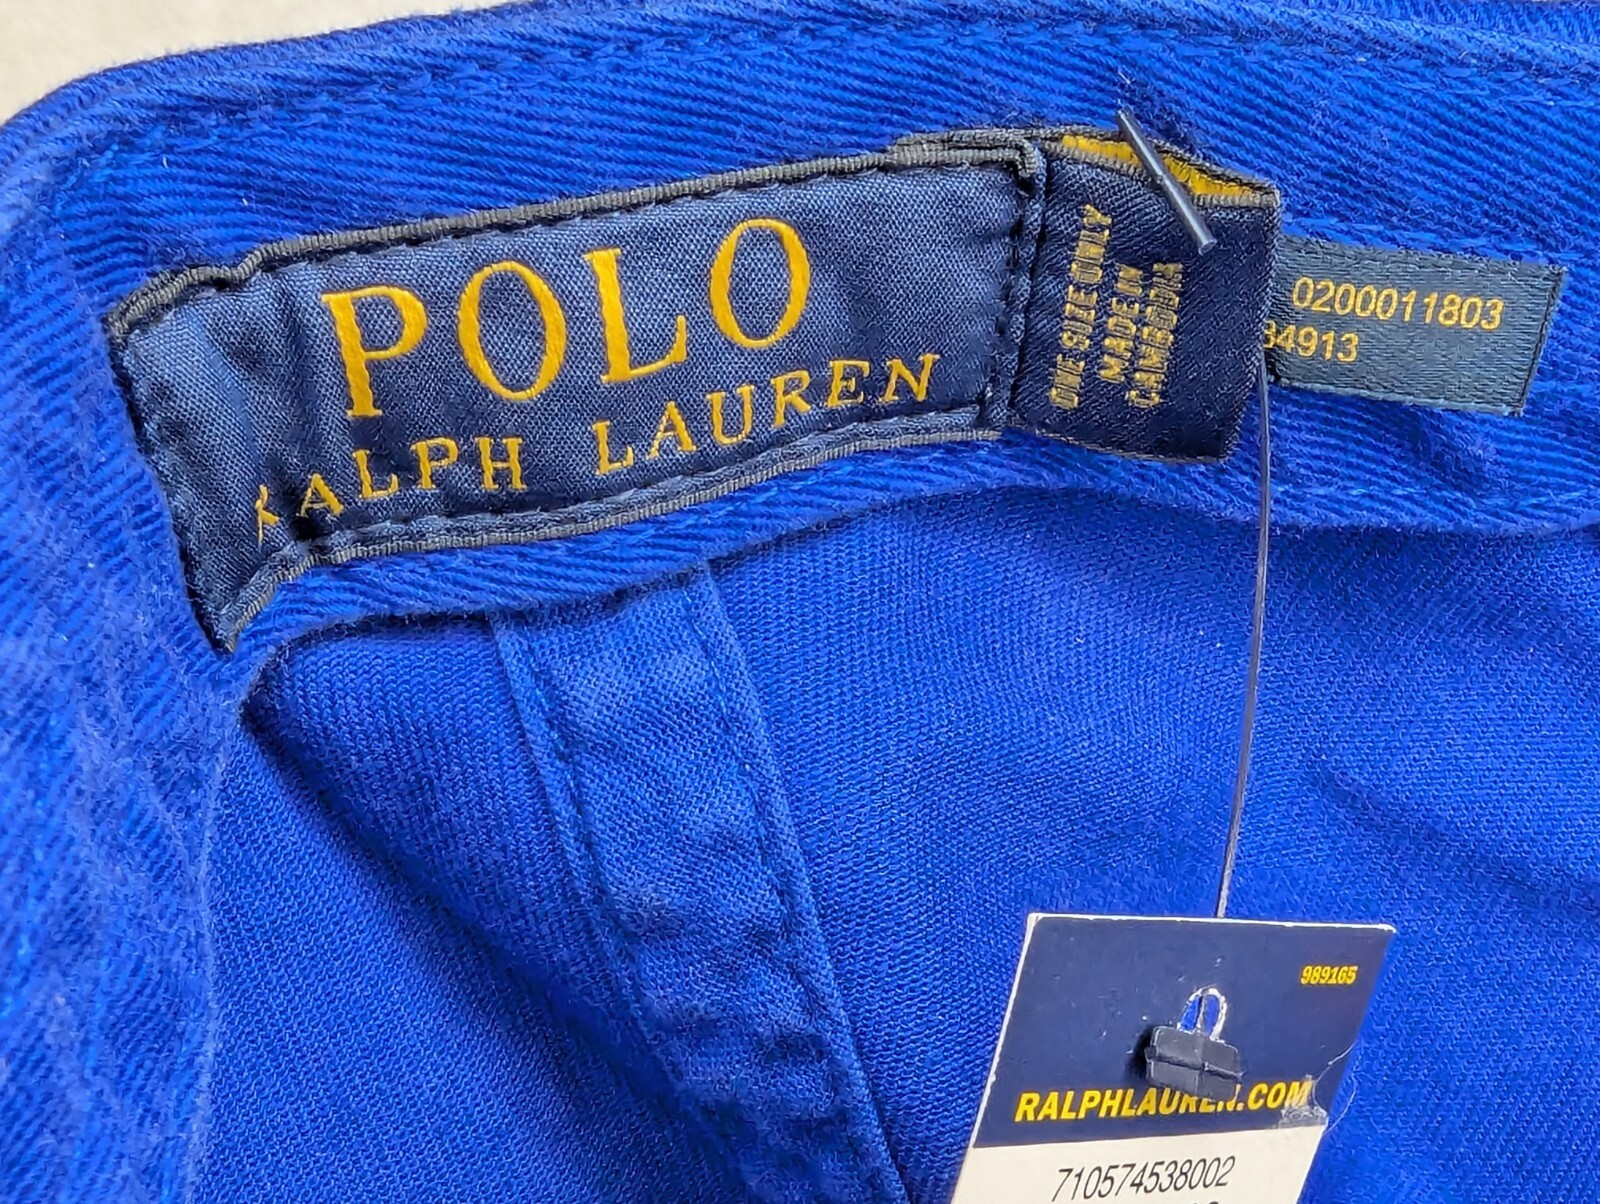 POLO
RALPH LAUREN
ONE SIZE ONLY
MADE IN
CAMBODIA
0200011803
34913
989165
RALPHLAUREN.COM
710574538002